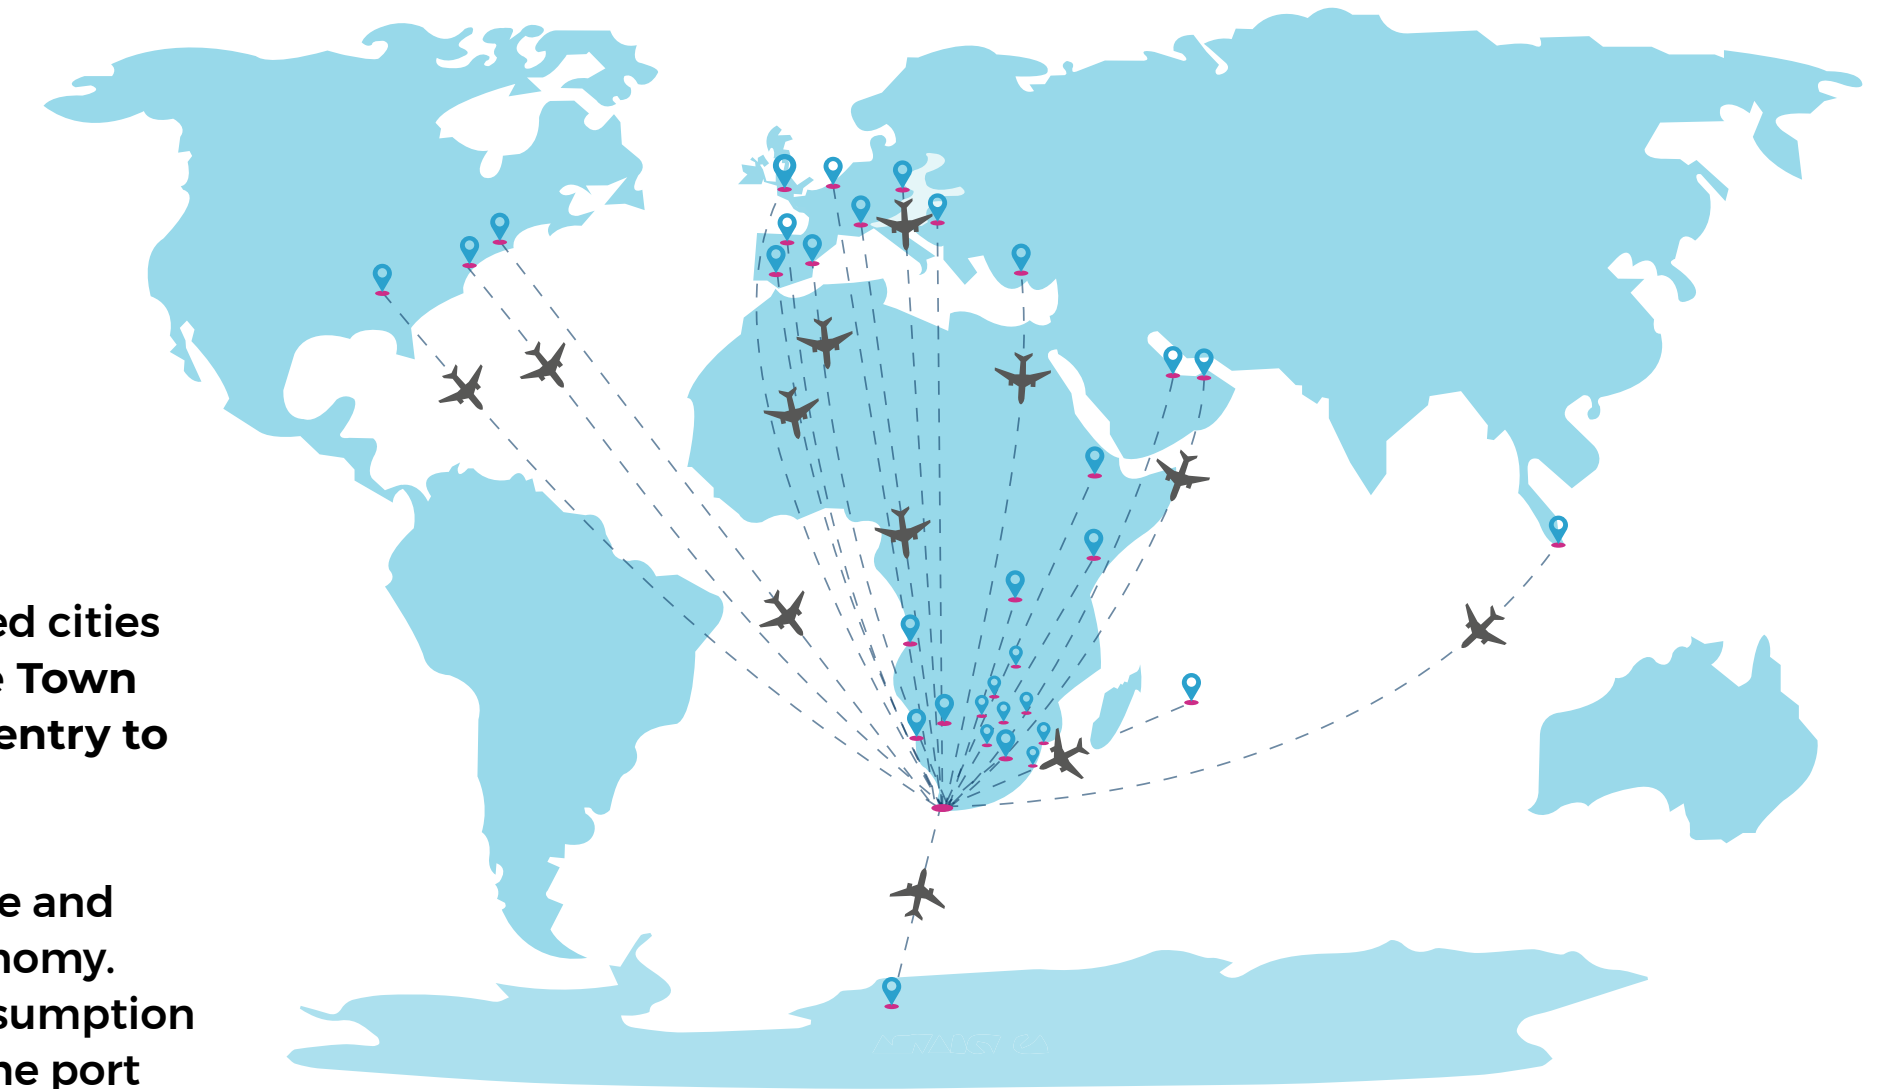 ed cities
e Town
entry to
e and
nomy.
sumption
he port